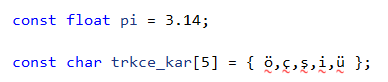 const float pi = 3.14;
const char trkce_kar[5] = { ö,ç,ş,i,ü };